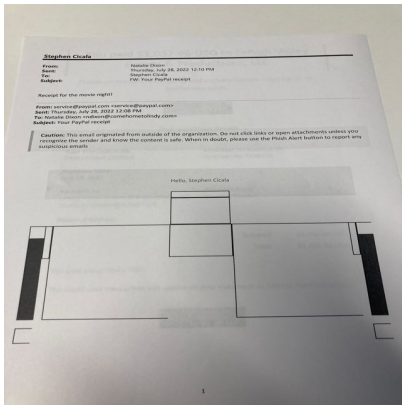 Stephen Cicala
From: Natalie Dixon
Sent: Thursday, July 28, 2022 12:10 PM
To: Stephen Cicala
Subject: FW: Your PayPal receipt
Receipt for the movie night!
From: service@paypal.com <service@paypal.com>
Sent: Thursday, July 28, 2022 12:08 PM
To: Natalie Dixon <ndixon@comehometolindy.com>
Subject: Your PayPal receipt
Caution: This email originated from outside of the organization. Do not click links or open attachments unless you
recognize the sender and know the content is safe. When in doubt, please use the Phish Alert button to report any
suspicious emails
Hello, Stephen Cicala
1